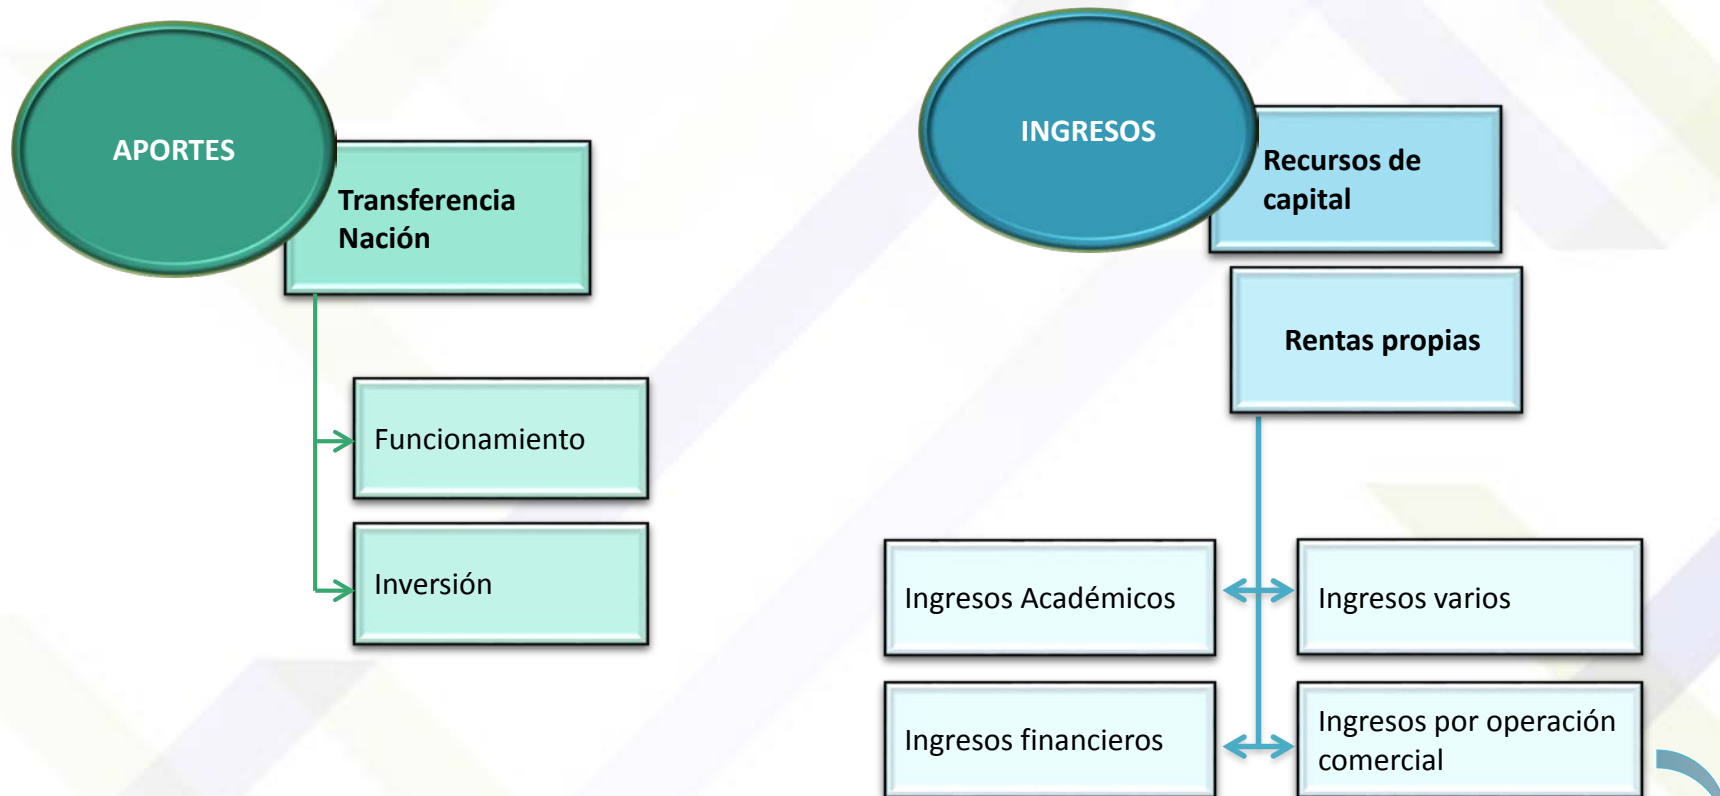 APORTES
Transferencia
Nación
Funcionamiento
Inversión
INGRESOS
Recursos de
capital
Rentas propias
Ingresos Académicos
Ingresos varios
Ingresos financieros
Ingresos por operación
comercial